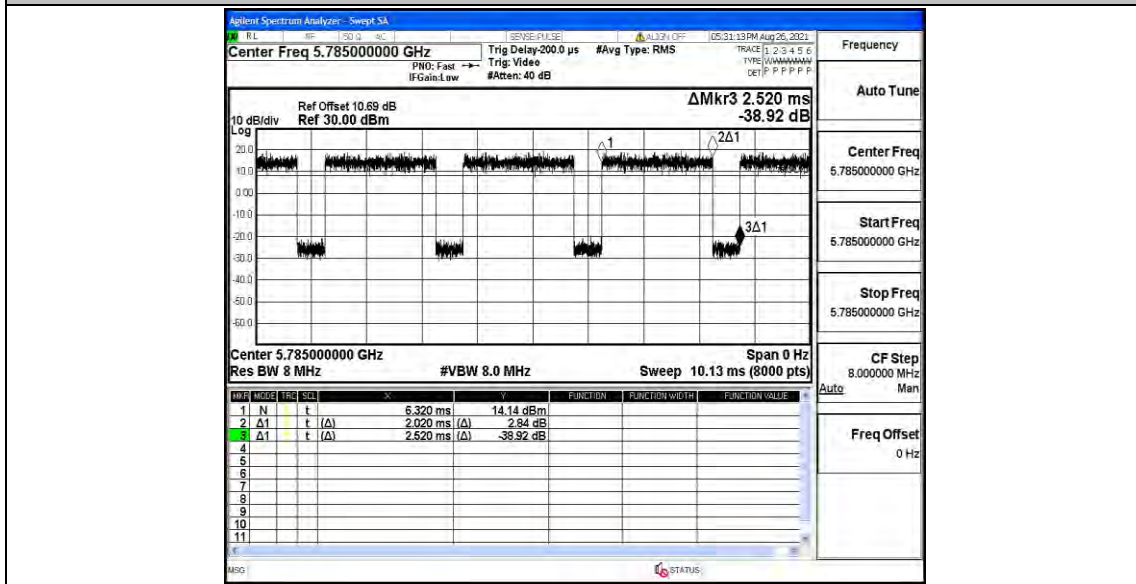 Agilent Spectrum Analyzer - Swept SA
RL RF 50 Ω AC SENSE:PULSE ALIGN OFF 05:31:13 PM Aug 26, 2021
Center Freq 5.785000000 GHz
PNO: Fast
IFGain:Low
Trig Delay-200.0 µs
Trig: Video
#Atten: 40 dB
#Avg Type: RMS
TRACE 1 2 3 4 5 6
TYPE WWWWWW
DET P P P P P P
Ref Offset 10.69 dB
10 dB/div Ref 30.00 dBm
Log
ΔMkr3 2.520 ms
-38.92 dB
20.0
10.0
0.00
-10.0
-20.0
-30.0
-40.0
-50.0
-60.0
1
2Δ1
3Δ1
Center 5.785000000 GHz Span 0 Hz
Res BW 8 MHz #VBW 8.0 MHz Sweep 10.13 ms (8000 pts)
MKR MODE TRC SCL X Y FUNCTION FUNCTION WIDTH FUNCTION VALUE
1 N t 6.320 ms 14.14 dBm
2 Δ1 t (Δ) 2.020 ms (Δ) 2.84 dB
3 Δ1 t (Δ) 2.520 ms (Δ) -38.92 dB
4
5
6
7
8
9
10
11
MSG STATUS
Frequency
Auto Tune
Center Freq
5.785000000 GHz
Start Freq
5.785000000 GHz
Stop Freq
5.785000000 GHz
CF Step
8.000000 MHz
Auto Man
Freq Offset
0 Hz